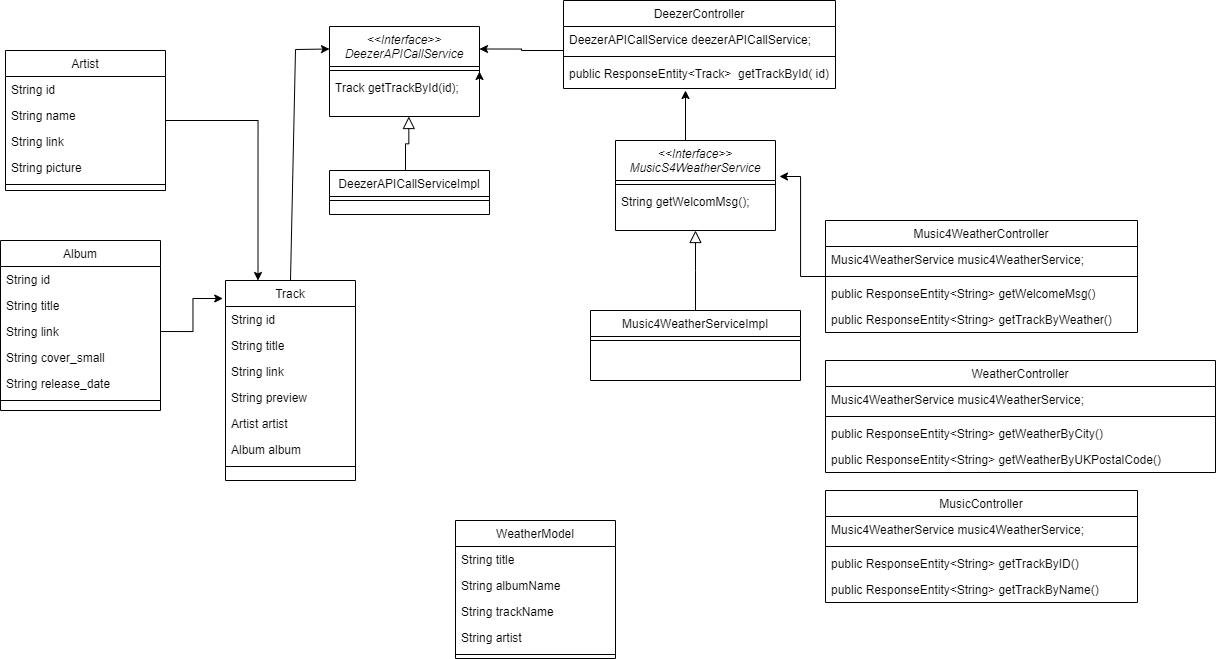 Artist
String id
String name
String link
String picture
Album
String id
String title
String link
String cover_small
String release_date
Track
String id
String title
String link
String preview
Artist artist
Album album
<<Interface>>
DeezerAPICallService
Track getTrackById(id);
DeezerAPICallServiceImpl
DeezerController
DeezerAPICallService deezerAPICallService;
public ResponseEntity<Track> getTrackById( id)
<<Interface>>
MusicS4WeatherService
String getWelcomMsg();
Music4WeatherServiceImpl
Music4WeatherController
Music4WeatherService music4WeatherService;
public ResponseEntity<String> getWelcomeMsg()
public ResponseEntity<String> getTrackByWeather()
WeatherController
Music4WeatherService music4WeatherService;
public ResponseEntity<String> getWeatherByCity()
public ResponseEntity<String> getWeatherByUKPostalCode()
MusicController
Music4WeatherService music4WeatherService;
public ResponseEntity<String> getTrackByID()
public ResponseEntity<String> getTrackByName()
WeatherModel
String title
String albumName
String trackName
String artist